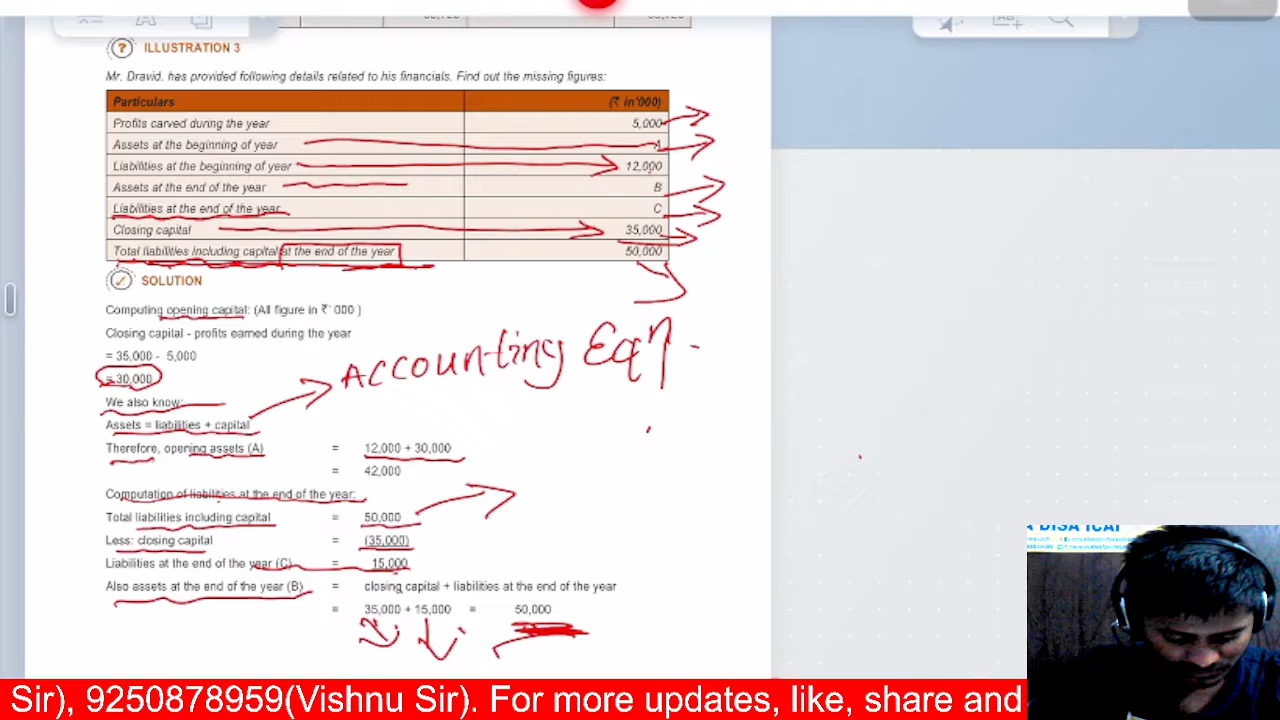 ILLUSTRATION 3
Mr. Dravid. has provided following details related to his financials. Find out the missing figures:
Particulars (₹ in'000)
Profits carved during the year 5,000
Assets at the beginning of year A
Liabilities at the beginning of year 12,000
Assets at the end of the year B
Liabilities at the end of the year C
Closing capital 35,000
Total liabilities including capital at the end of the year 50,000
SOLUTION
Computing opening capital: (All figure in ₹' 000 )
Closing capital - profits earned during the year
= 35,000 - 5,000
= 30,000
Accounting Eqn.
We also know:
Assets = liabilities + capital
Therefore, opening assets (A) = 12,000 + 30,000
= 42,000
Computation of liabilities at the end of the year:
Total liabilities including capital = 50,000
Less: closing capital = (35,000)
Liabilities at the end of the year (C) = 15,000
Also assets at the end of the year (B) = closing capital + liabilities at the end of the year
= 35,000 + 15,000 = 50,000
A DISA ICAI
Sir), 9250878959(Vishnu Sir). For more updates, like, share and